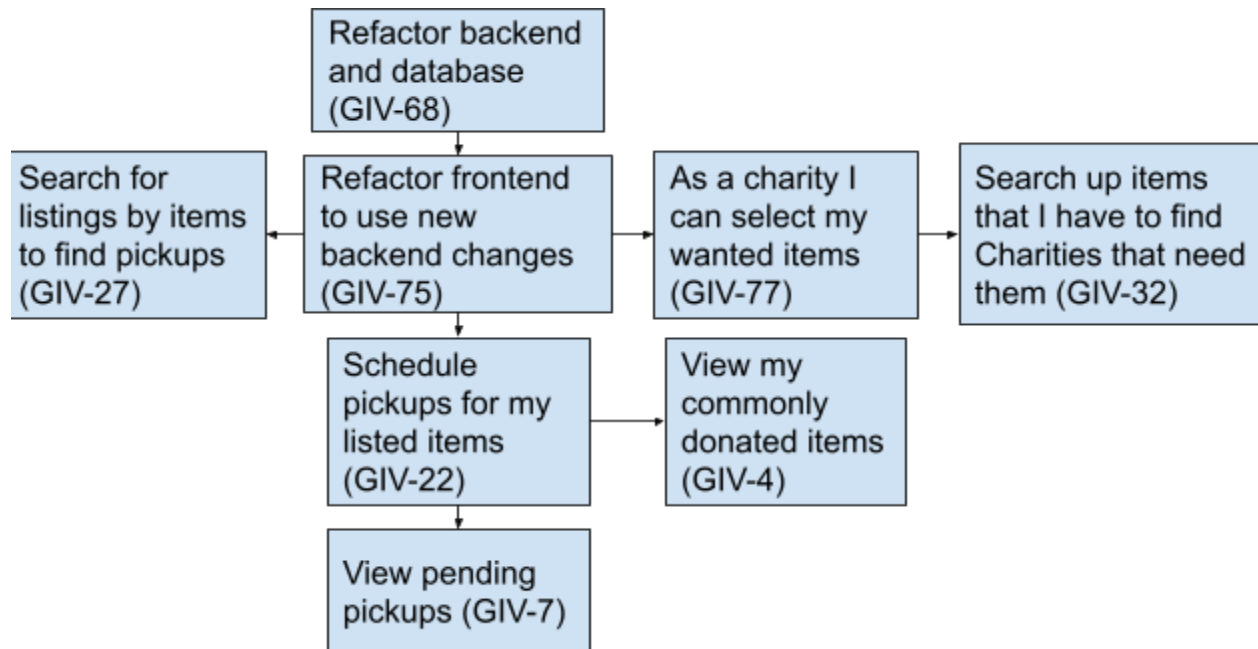 Refactor backend
and database
(GIV-68)
Search for
listings by items
to find pickups
(GIV-27)
Refactor frontend
to use new
backend changes
(GIV-75)
As a charity I
can select my
wanted items
(GIV-77)
Search up items
that I have to find
Charities that need
them (GIV-32)
Schedule
pickups for my
listed items
(GIV-22)
View my
commonly
donated items
(GIV-4)
View pending
pickups (GIV-7)